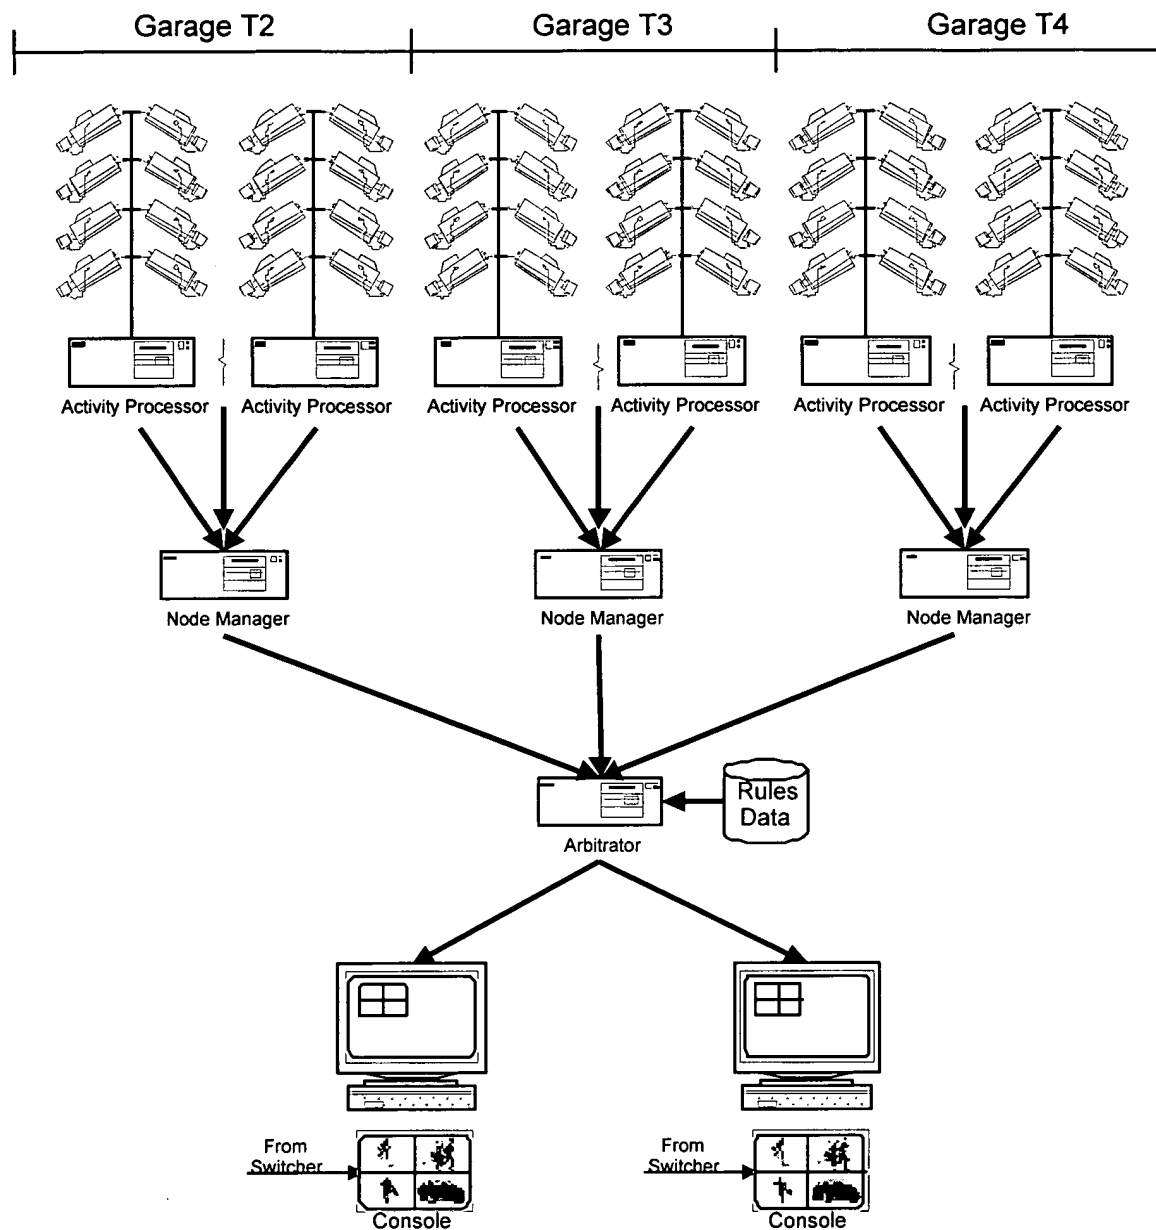 Garage T2
Garage T3
Garage T4
Activity Processor
Activity Processor
Activity Processor
Activity Processor
Activity Processor
Activity Processor
Node Manager
Node Manager
Node Manager
Rules
Data
Arbitrator
From
Switcher
Console
From
Switcher
Console